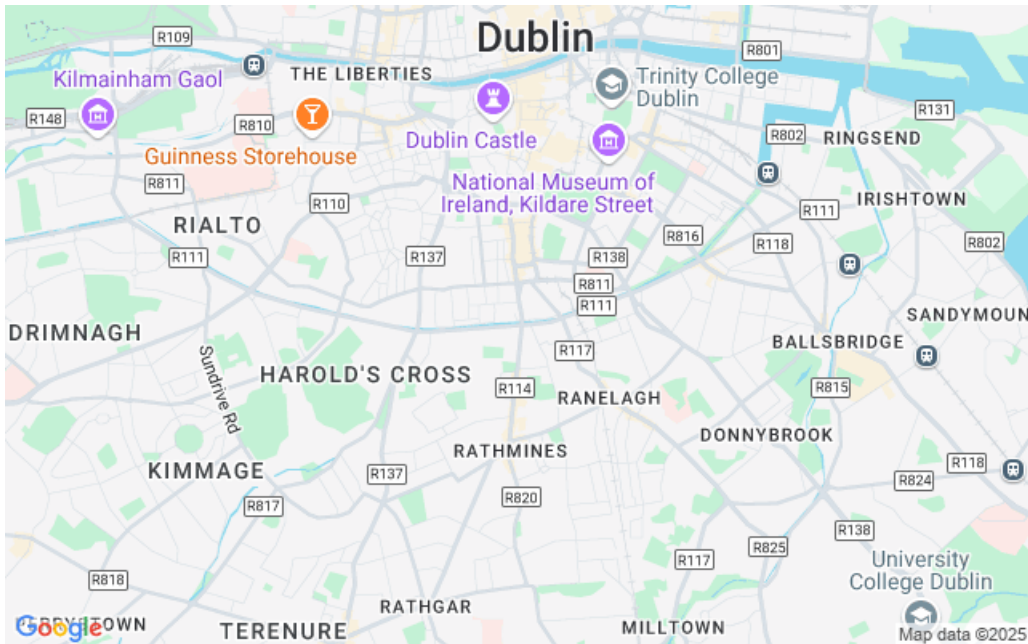 Dublin
R109
R801
THE LIBERTIES
Kilmainham Gaol
Trinity College
Dublin
R148
R810
R131
R802
RINGSEND
Guinness Storehouse
Dublin Castle
National Museum of
Ireland, Kildare Street
R811
R110
R111
IRISHTOWN
RIALTO
R816
R118
R802
R111
R137
R138
R811
R111
SANDYMOUN
DRIMNAGH
BALLSBRIDGE
R117
Sundrive Rd
HAROLD'S CROSS
R114
R815
RANELAGH
DONNYBROOK
RATHMINES
KIMMAGE
R137
R118
R824
R817
R820
R138
R825
R117
University
College Dublin
R818
RATHGAR
Google
TERENURE
MILLTOWN
Map data ©2025